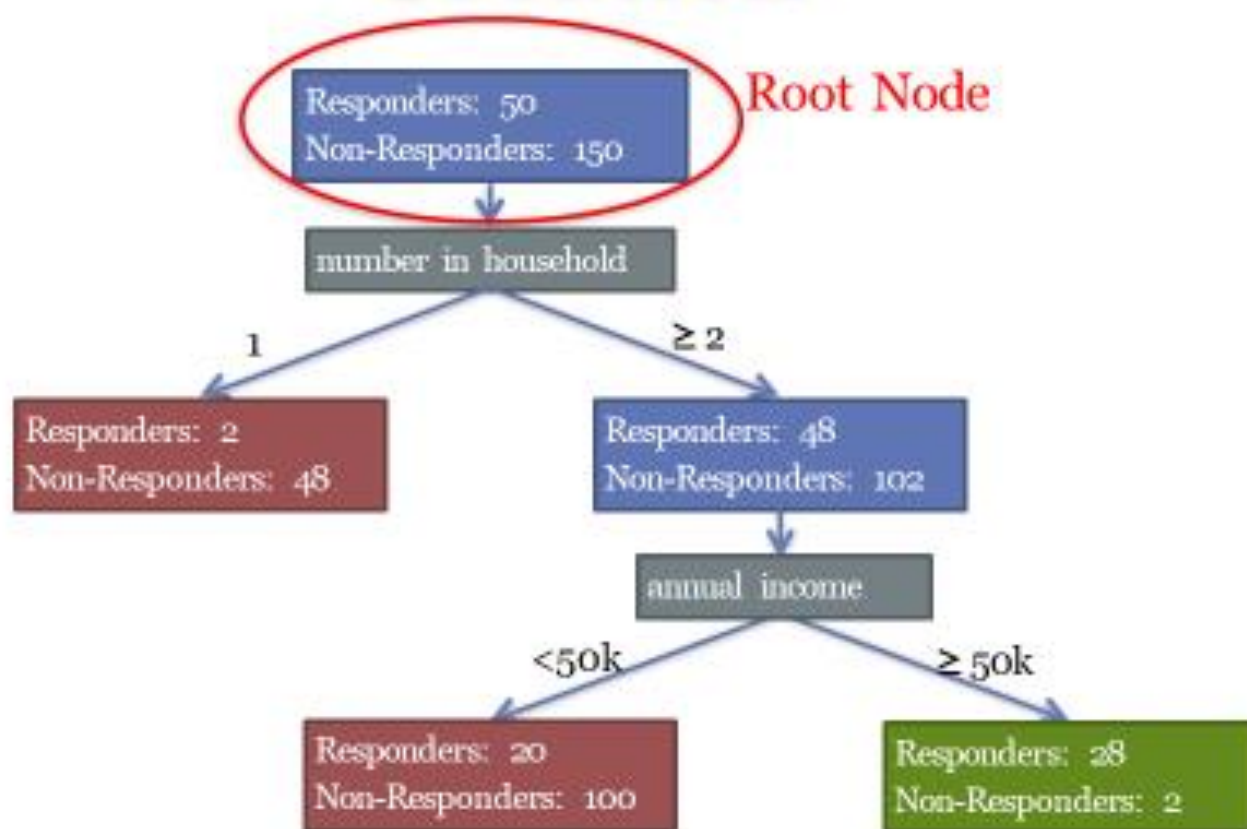 Responders: 50
Non-Responders: 150
Root Node
number in household
1
≥ 2
Responders: 2
Non-Responders: 48
Responders: 48
Non-Responders: 102
annual income
<50k
≥ 50k
Responders: 20
Non-Responders: 100
Responders: 28
Non-Responders: 2